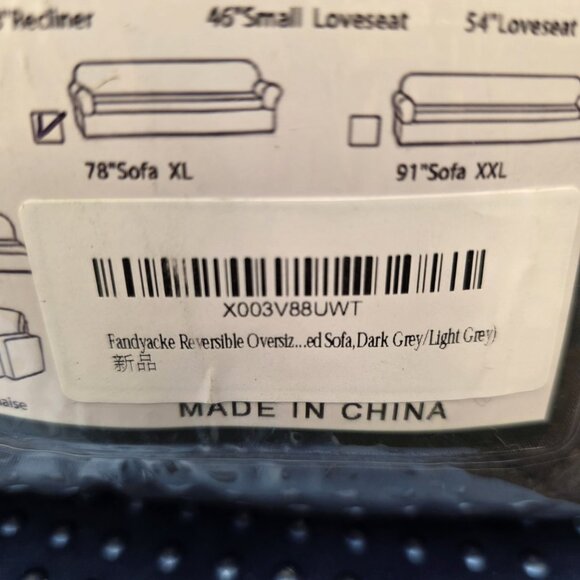 "Recliner 46"Small Loveseat 54"Loveseat
78"Sofa XL 91"Sofa XXL
X003V88UWT
Fandyacke Reversible Oversiz...ed Sofa,Dark Grey/Light Grey)
新品
MADE IN CHINA